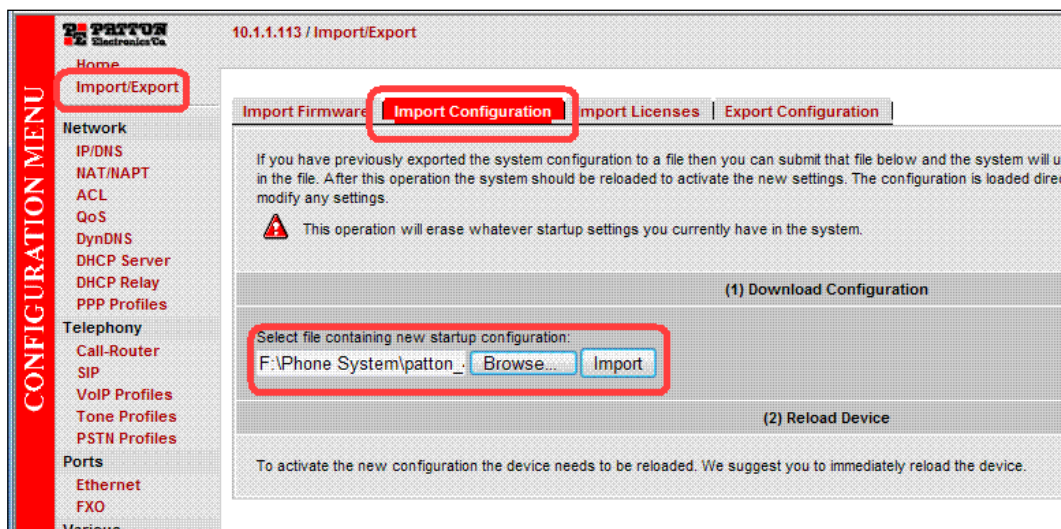 PATTON
Electronics Co.
10.1.1.113 / Import/Export
CONFIGURATION MENU
Home
Import/Export
Network
IP/DNS
NAT/NAPT
ACL
QoS
DynDNS
DHCP Server
DHCP Relay
PPP Profiles
Telephony
Call-Router
SIP
VoIP Profiles
Tone Profiles
PSTN Profiles
Ports
Ethernet
FXO
Various
Import Firmware | Import Configuration | Import Licenses | Export Configuration |
If you have previously exported the system configuration to a file then you can submit that file below and the system will u
in the file. After this operation the system should be reloaded to activate the new settings. The configuration is loaded direc
modify any settings.
This operation will erase whatever startup settings you currently have in the system.
(1) Download Configuration
Select file containing new startup configuration:
F:\Phone System\patton_ Browse... Import
(2) Reload Device
To activate the new configuration the device needs to be reloaded. We suggest you to immediately reload the device.